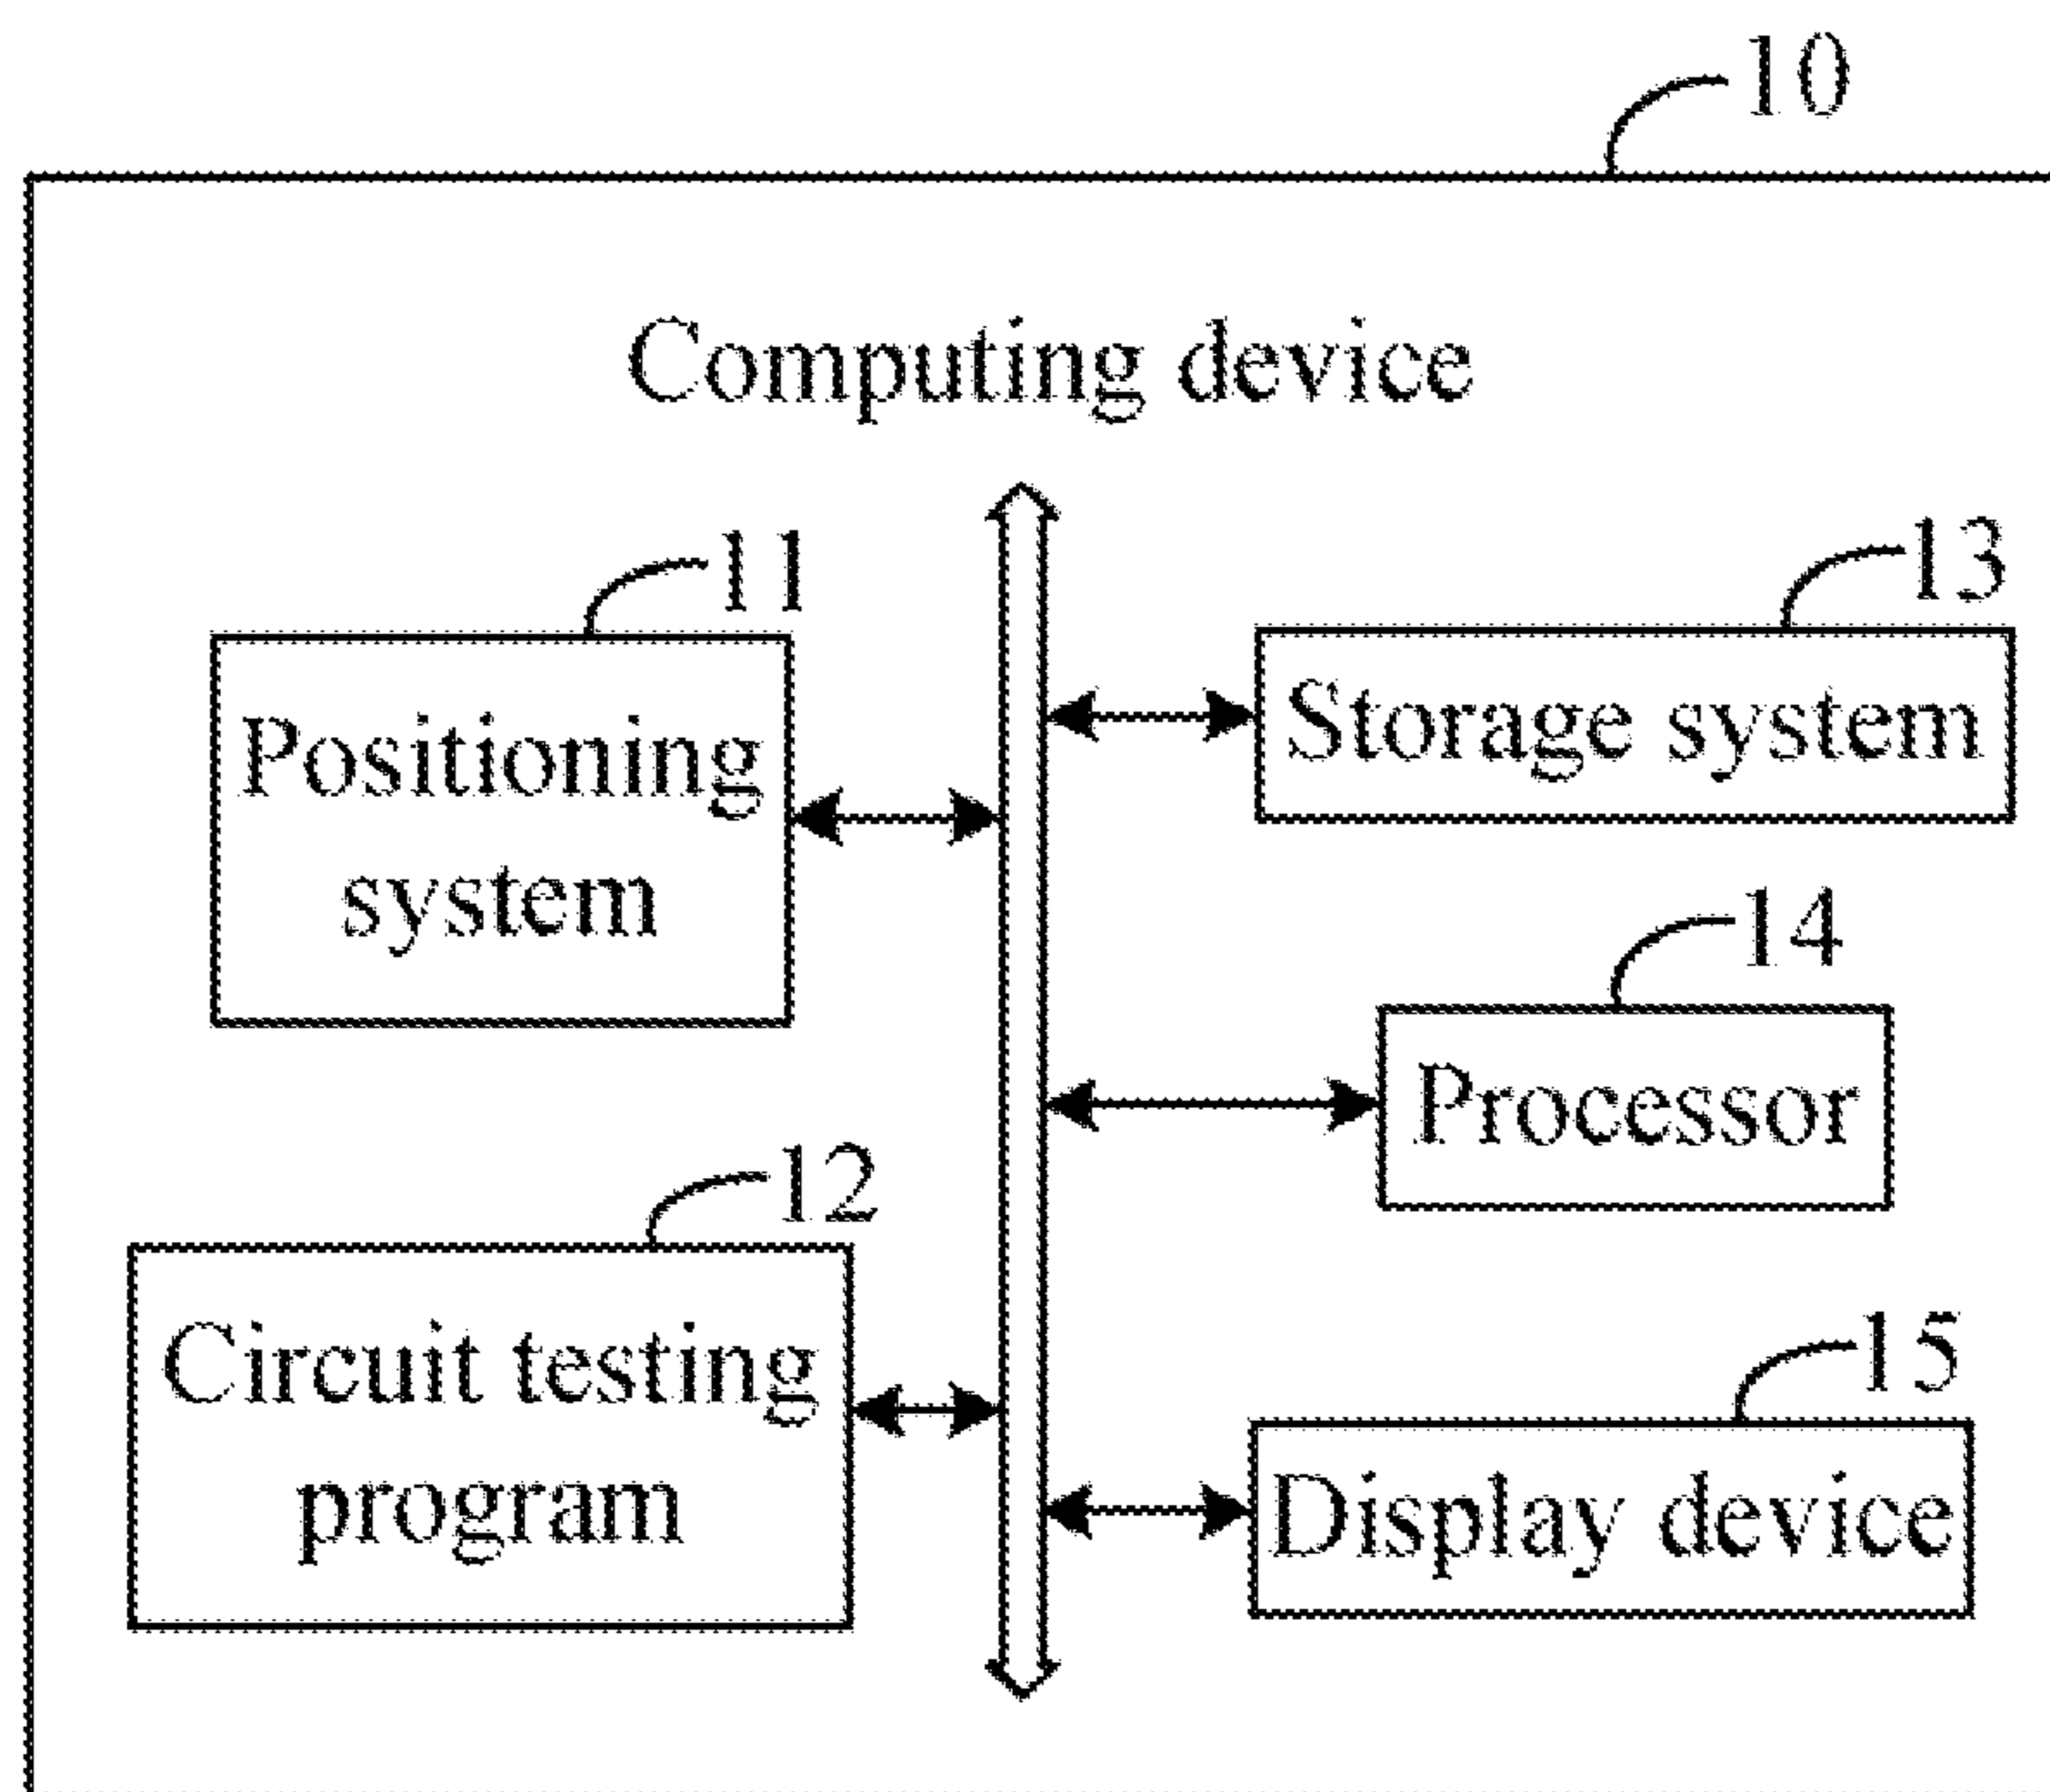 10
Computing device
11
Positioning
system
13
Storage system
14
Processor
12
Circuit testing
program
15
Display device